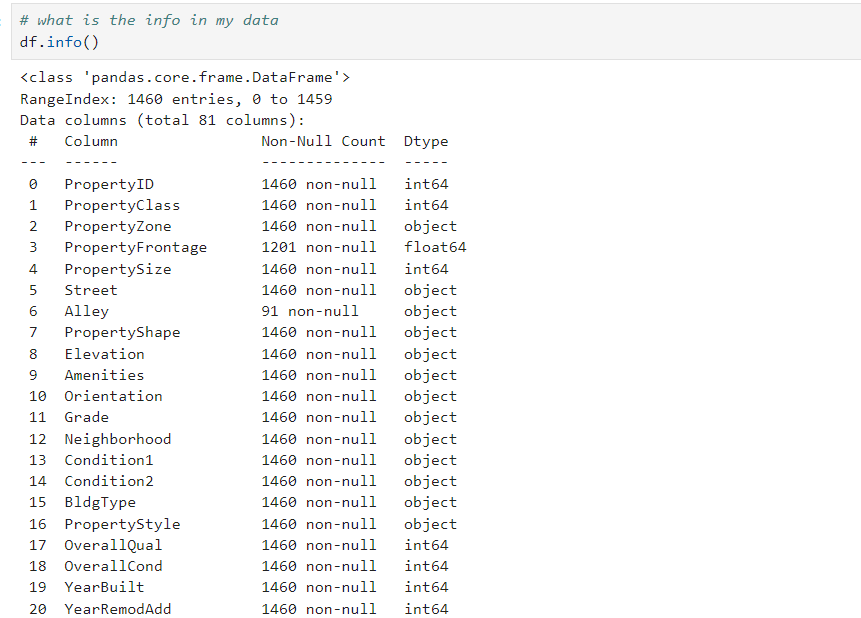 # what is the info in my data
df.info()
<class 'pandas.core.frame.DataFrame'>
RangeIndex: 1460 entries, 0 to 1459
Data columns (total 81 columns):
 #   Column            Non-Null Count  Dtype
---  ------            --------------  -----
 0   PropertyID        1460 non-null   int64
 1   PropertyClass     1460 non-null   int64
 2   PropertyZone      1460 non-null   object
 3   PropertyFrontage  1201 non-null   float64
 4   PropertySize      1460 non-null   int64
 5   Street            1460 non-null   object
 6   Alley             91 non-null     object
 7   PropertyShape     1460 non-null   object
 8   Elevation         1460 non-null   object
 9   Amenities         1460 non-null   object
 10  Orientation       1460 non-null   object
 11  Grade             1460 non-null   object
 12  Neighborhood      1460 non-null   object
 13  Condition1        1460 non-null   object
 14  Condition2        1460 non-null   object
 15  BldgType          1460 non-null   object
 16  PropertyStyle     1460 non-null   object
 17  OverallQual       1460 non-null   int64
 18  OverallCond       1460 non-null   int64
 19  YearBuilt         1460 non-null   int64
 20  YearRemodAdd      1460 non-null   int64